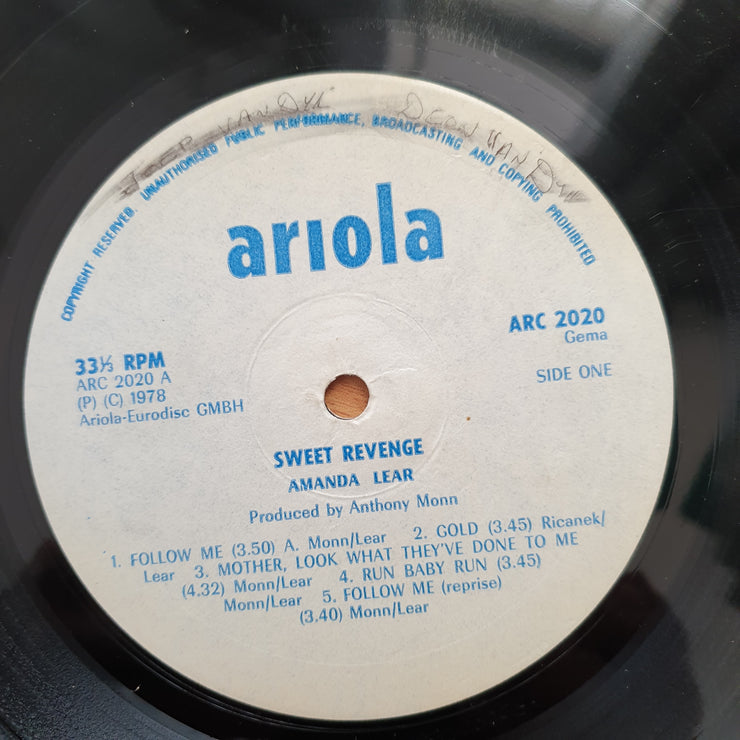 DEON VAN DYK
COPYRIGHT RESERVED. UNAUTHORISED PUBLIC PERFORMANCE, BROADCASTING AND COPYING PROHIBITED
ariola
33⅓ RPM
ARC 2020 A
(P) (C) 1978
Ariola-Eurodisc GMBH
ARC 2020
Gema
SIDE ONE
SWEET REVENGE
AMANDA LEAR
Produced by Anthony Monn
1. FOLLOW ME (3.50) A. Monn/Lear 2. GOLD (3.45) Ricanek/
Lear 3. MOTHER, LOOK WHAT THEY'VE DONE TO ME
(4.32) Monn/Lear 4. RUN BABY RUN (3.45)
Monn/Lear 5. FOLLOW ME (reprise)
(3.40) Monn/Lear